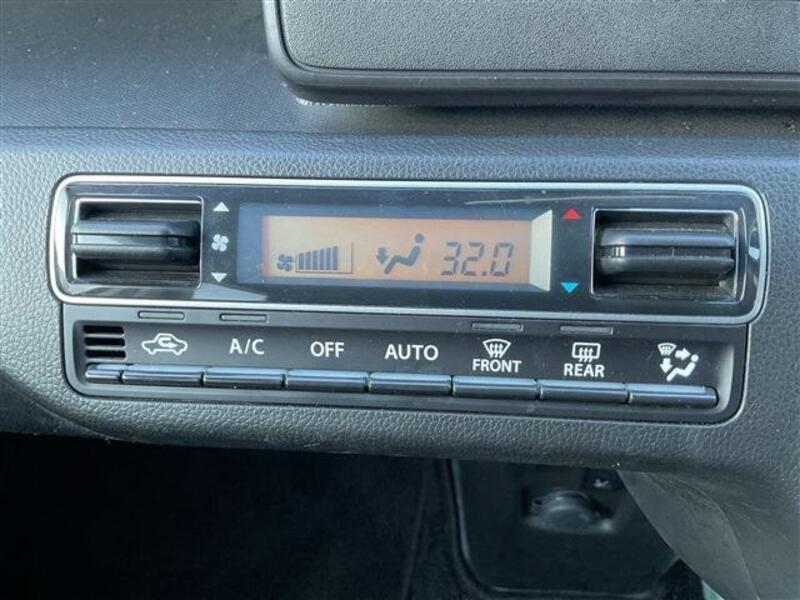 32.0
A/C OFF AUTO FRONT REAR